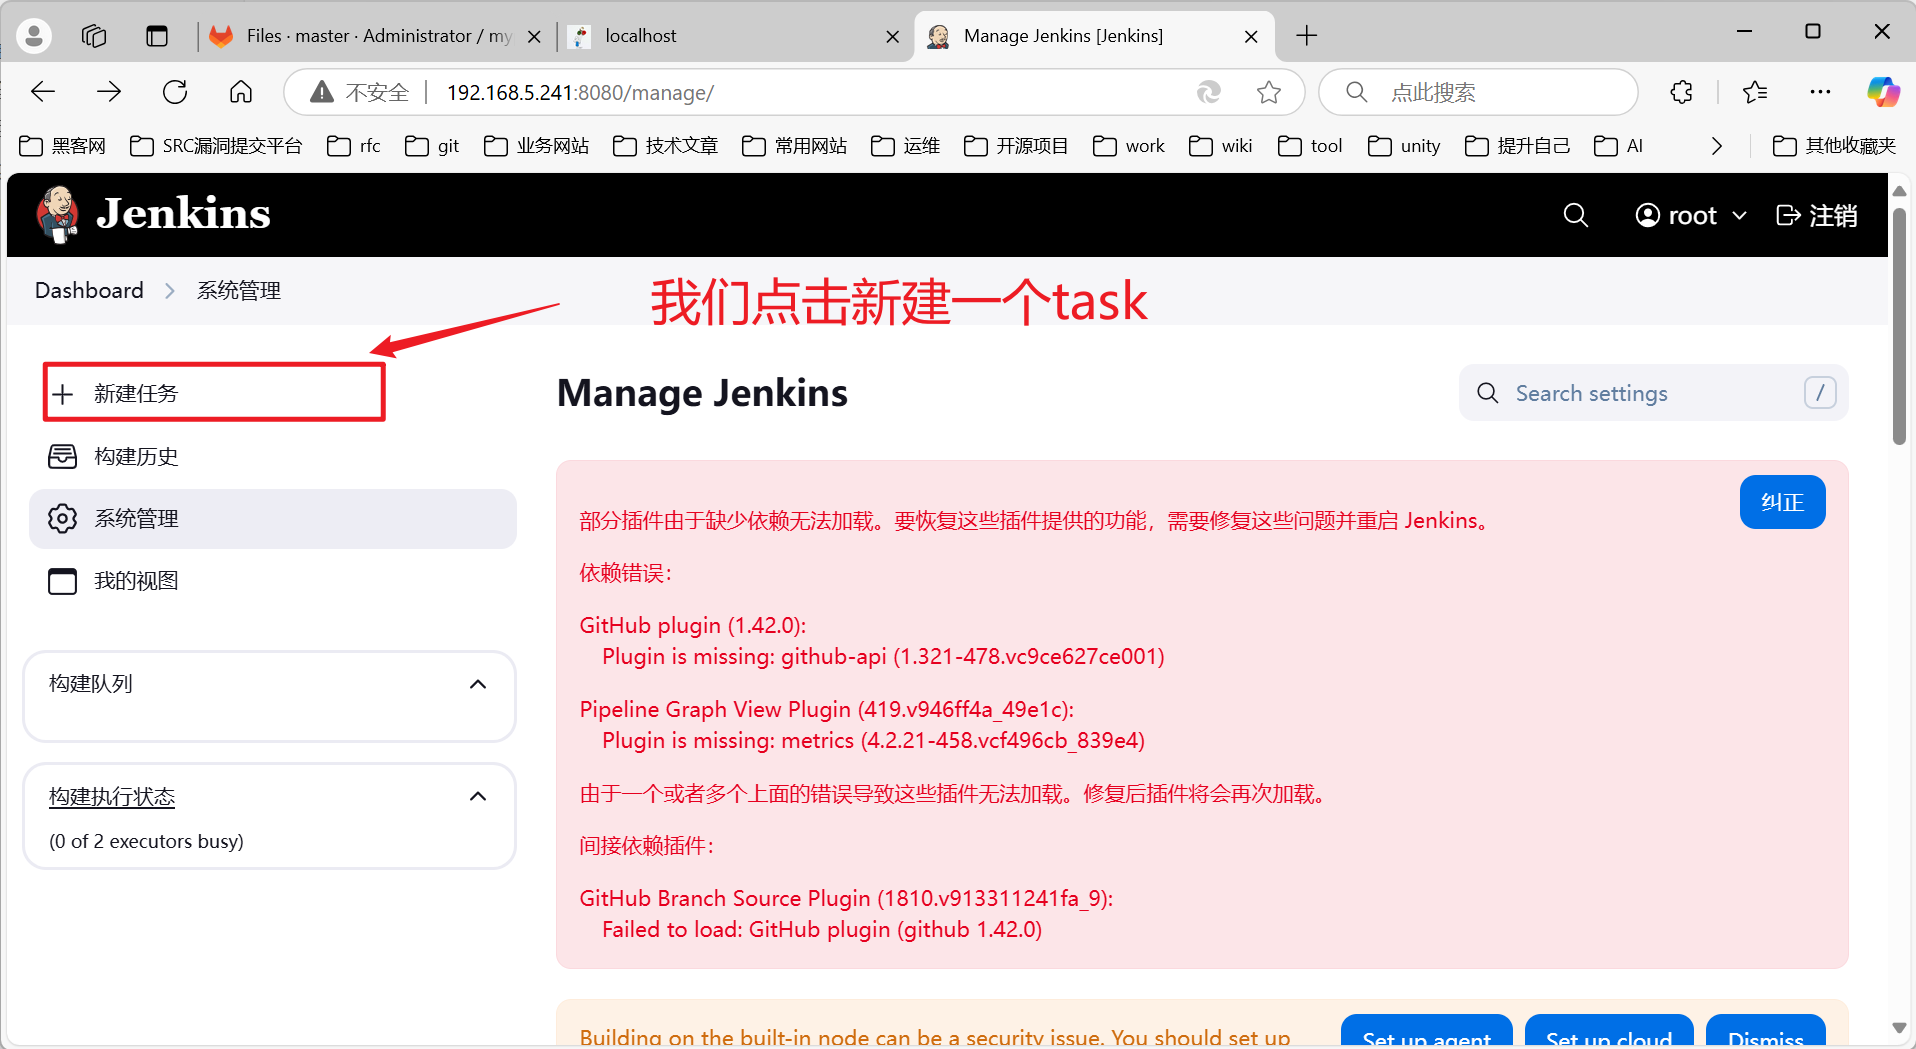 Files · master · Administrator / my
localhost
Manage Jenkins [Jenkins]
不安全
192.168.5.241:8080/manage/
点此搜索
黑客网
SRC漏洞提交平台
rfc
git
业务网站
技术文章
常用网站
运维
开源项目
work
wiki
tool
unity
提升自己
AI
其他收藏夹
Jenkins
root
注销
Dashboard
系统管理
我们点击新建一个task
新建任务
构建历史
系统管理
我的视图
构建队列
构建执行状态
(0 of 2 executors busy)
Manage Jenkins
Search settings
/
纠正
部分插件由于缺少依赖无法加载。要恢复这些插件提供的功能，需要修复这些问题并重启 Jenkins。
依赖错误：
GitHub plugin (1.42.0):
Plugin is missing: github-api (1.321-478.vc9ce627ce001)
Pipeline Graph View Plugin (419.v946ff4a_49e1c):
Plugin is missing: metrics (4.2.21-458.vcf496cb_839e4)
由于一个或者多个上面的错误导致这些插件无法加载。修复后插件将会再次加载。
间接依赖插件：
GitHub Branch Source Plugin (1810.v913311241fa_9):
Failed to load: GitHub plugin (github 1.42.0)
Building on the built-in node can be a security issue. You should set up
Set up agent
Set up cloud
Dismiss